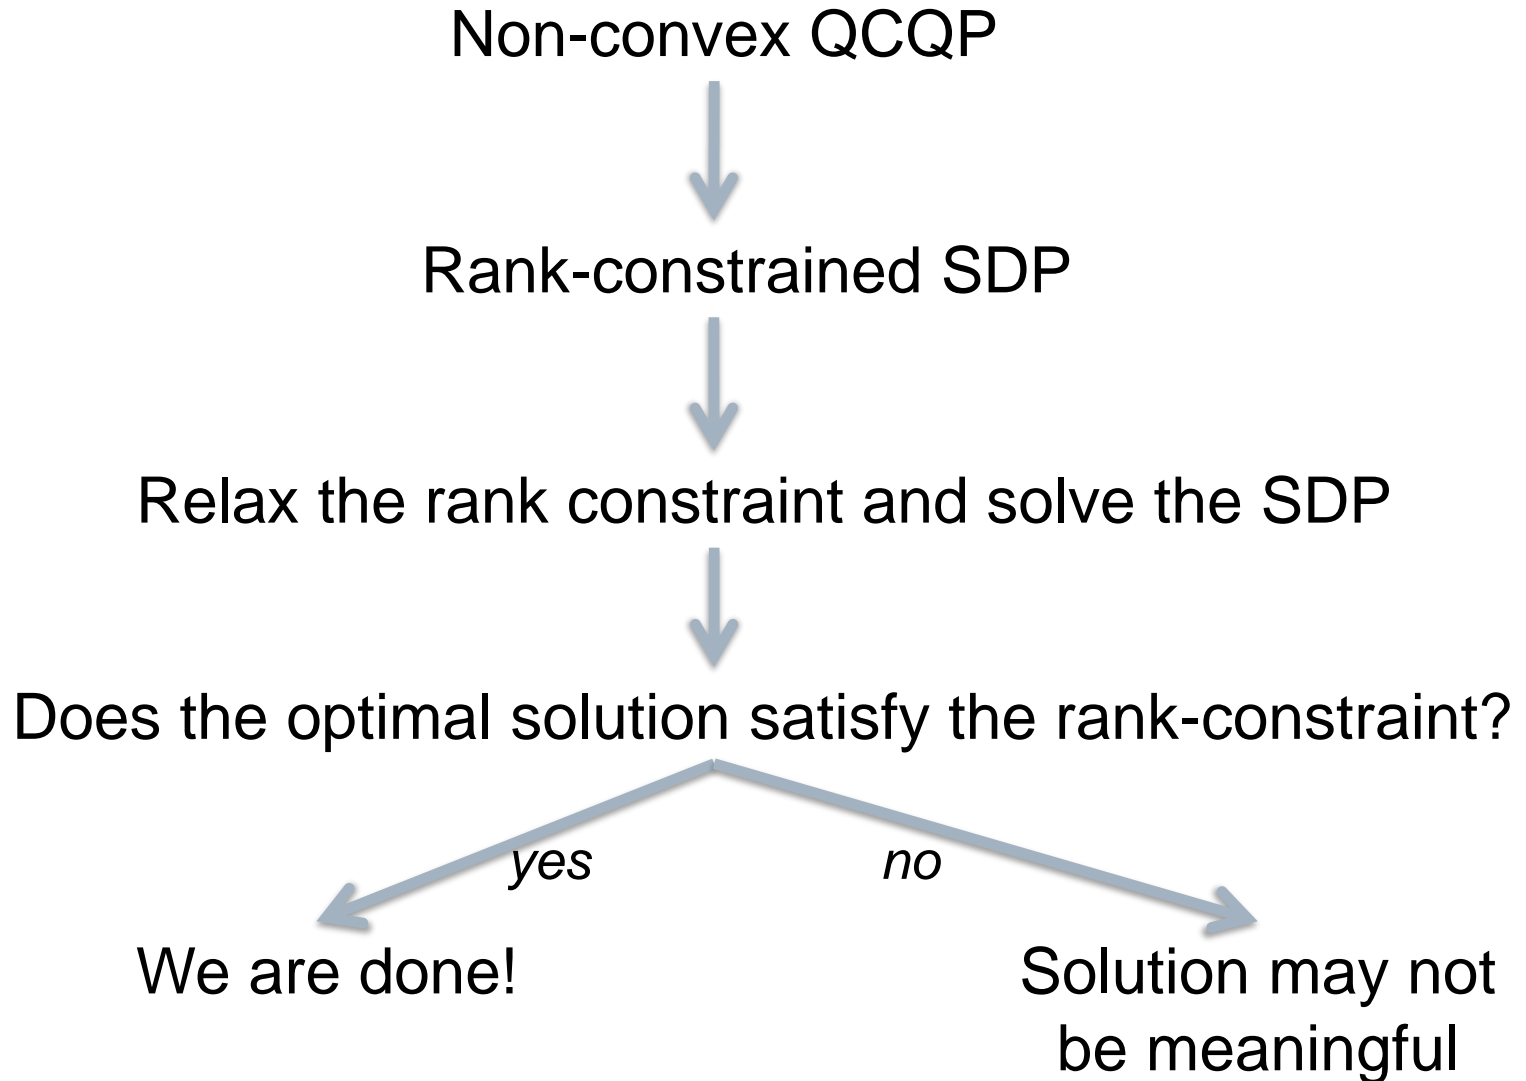 Non-convex QCQP
Rank-constrained SDP
Relax the rank constraint and solve the SDP
Does the optimal solution satisfy the rank-constraint?
yes
no
We are done!
Solution may not
be meaningful